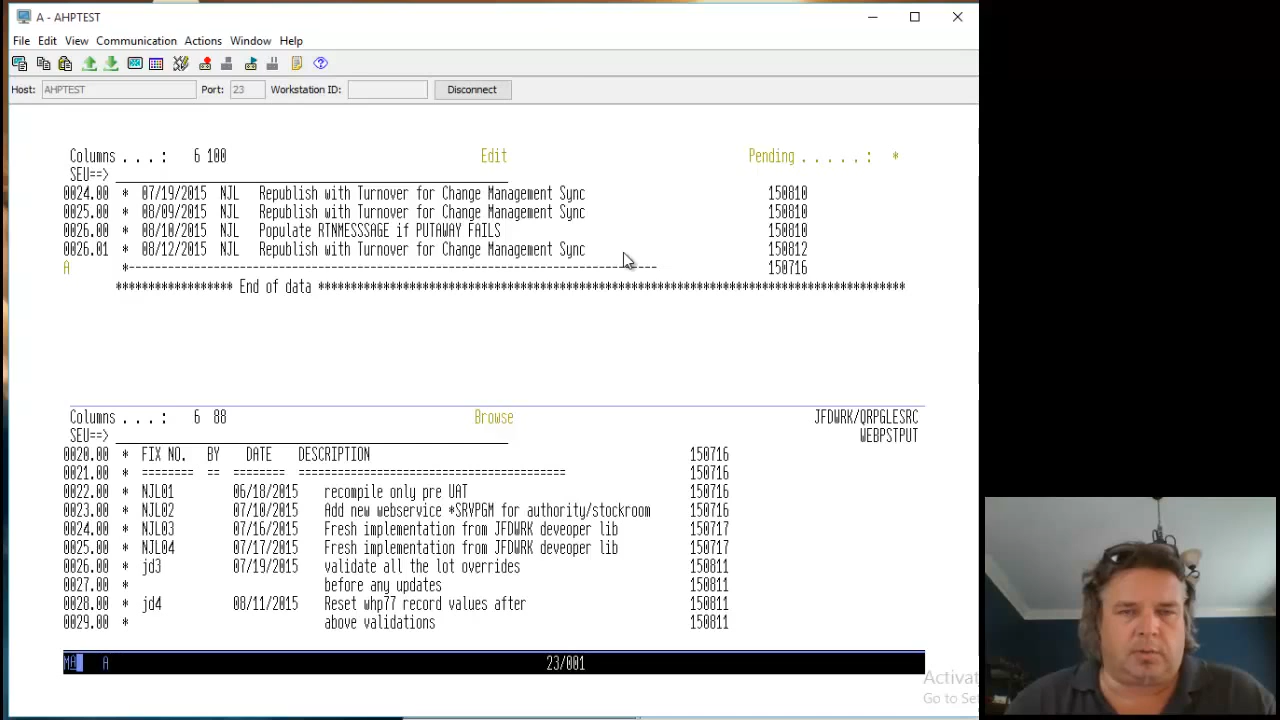 A - AHPTEST
File Edit View Communication Actions Window Help
Host: AHPTEST Port: 23 Workstation ID: Disconnect
Columns . . . : 6 100 Edit Pending . . . . . : *
SEU==>
0024.00 * 07/19/2015 NJL Republish with Turnover for Change Management Sync 150810
0025.00 * 08/09/2015 NJL Republish with Turnover for Change Management Sync 150810
0026.00 * 08/10/2015 NJL Populate RTNMESSSAGE if PUTAWAY FAILS 150810
0026.01 * 08/12/2015 NJL Republish with Turnover for Change Management Sync 150812
A *--------------------------------------------------------------------------------- 150716
****************** End of data ******************************************************************************************
Columns . . . : 6 88 Browse JFDWRK/QRPGLESRC
SEU==> WEBPSTPUT
0020.00 * FIX NO. BY DATE DESCRIPTION 150716
0021.00 * ======== == ======== ========================================= 150716
0022.00 * NJL01 06/18/2015 recompile only pre UAT 150716
0023.00 * NJL02 07/10/2015 Add new webservice *SRVPGM for authority/stockroom 150716
0024.00 * NJL03 07/16/2015 Fresh implementation from JFDWRK deveoper lib 150717
0025.00 * NJL04 07/17/2015 Fresh implementation from JFDWRK deveoper lib 150717
0026.00 * jd3 07/19/2015 validate all the lot overrides 150811
0027.00 * before any updates 150811
0028.00 * jd4 08/11/2015 Reset whp77 record values after 150811
0029.00 * above validations 150811
MA A 23/001
Activat
Go to Se